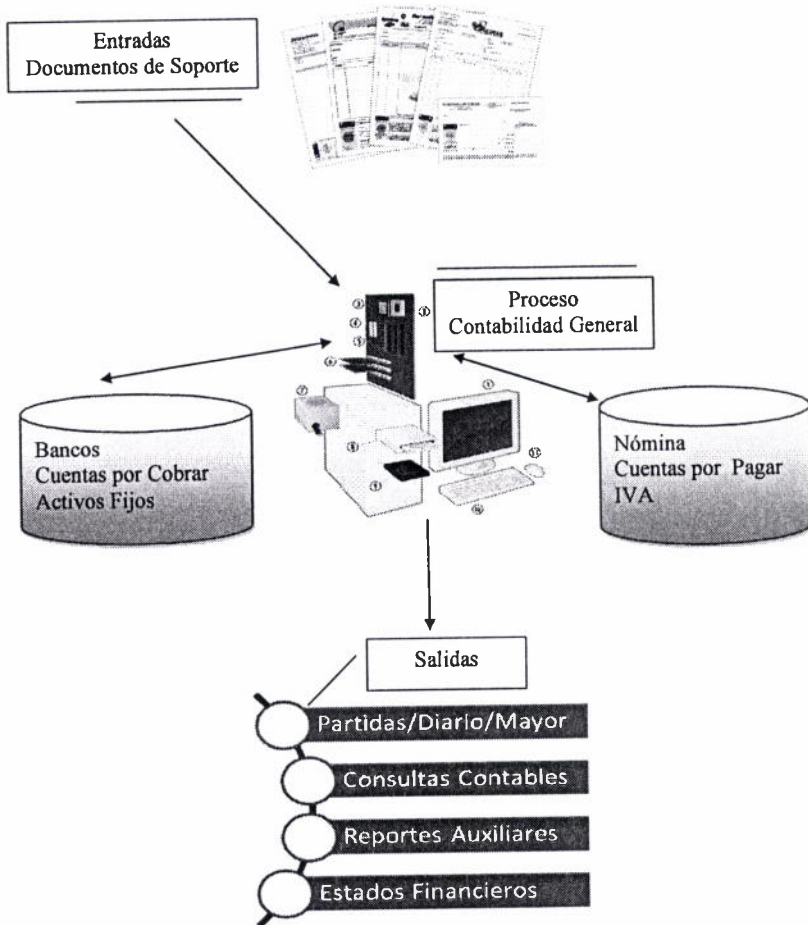 Entradas
Documentos de Soporte
Proceso
Contabilidad General
Bancos
Cuentas por Cobrar
Activos Fijos
Nómina
Cuentas por Pagar
IVA
Salidas
Partidas/Diario/Mayor
Consultas Contables
Reportes Auxiliares
Estados Financieros